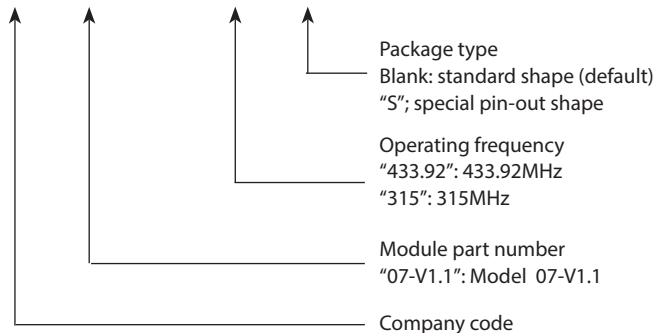 Package type
Blank: standard shape (default)
“S”; special pin-out shape
Operating frequency
“433.92”: 433.92MHz
“315”: 315MHz
Module part number
“07-V1.1”: Model 07-V1.1
Company code